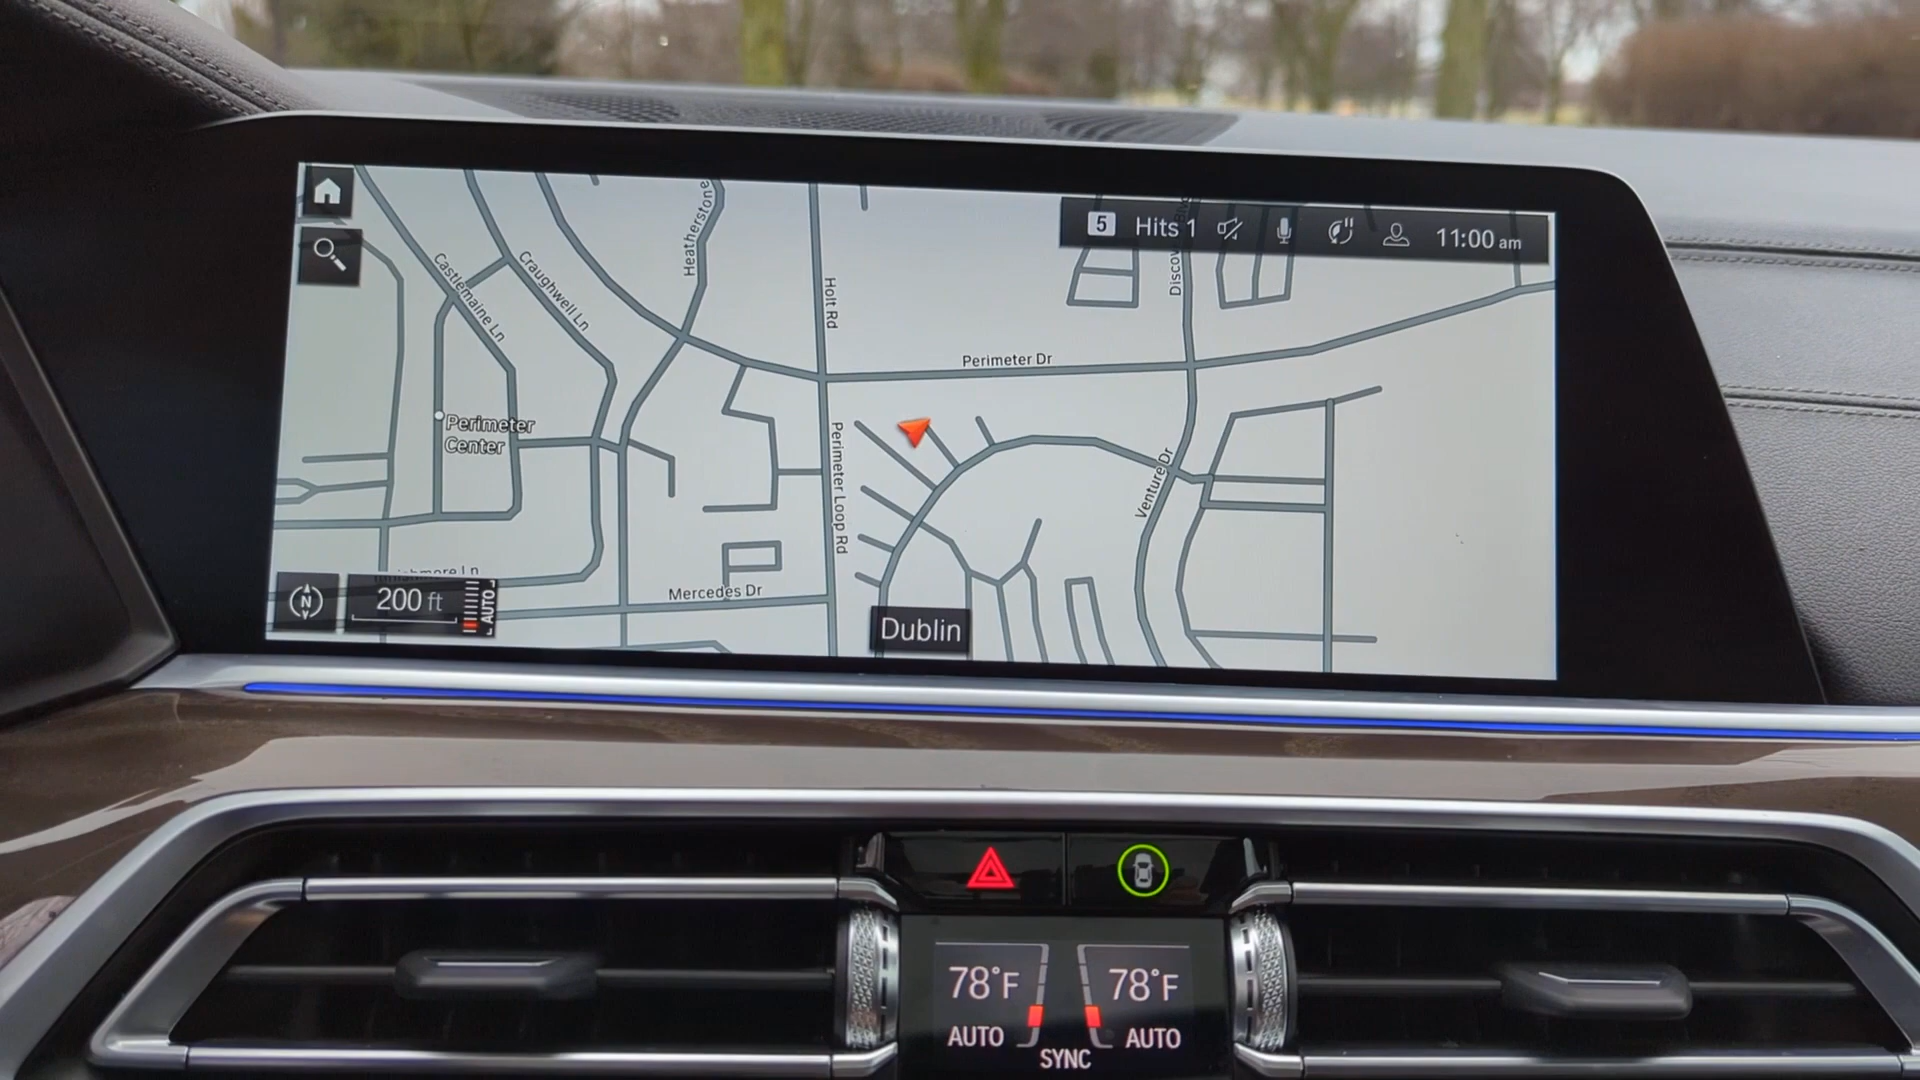 5 Hits 1 11:00 am
Heatherstone
Castlemaine Ln
Craughwell Ln
Holt Rd
Perimeter Dr
Perimeter
Center
Perimeter Loop Rd
Venture Dr
Mercedes Dr
N
200 ft
AUTO
Dublin
78°F 78°F
AUTO AUTO
SYNC